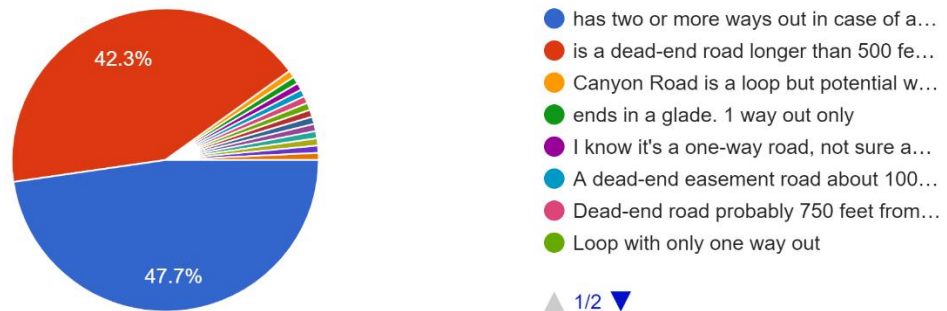 42.3%
47.7%
has two or more ways out in case of a...
is a dead-end road longer than 500 fe...
Canyon Road is a loop but potential w...
ends in a glade. 1 way out only
I know it's a one-way road, not sure a...
A dead-end easement road about 100...
Dead-end road probably 750 feet from...
Loop with only one way out
1/2